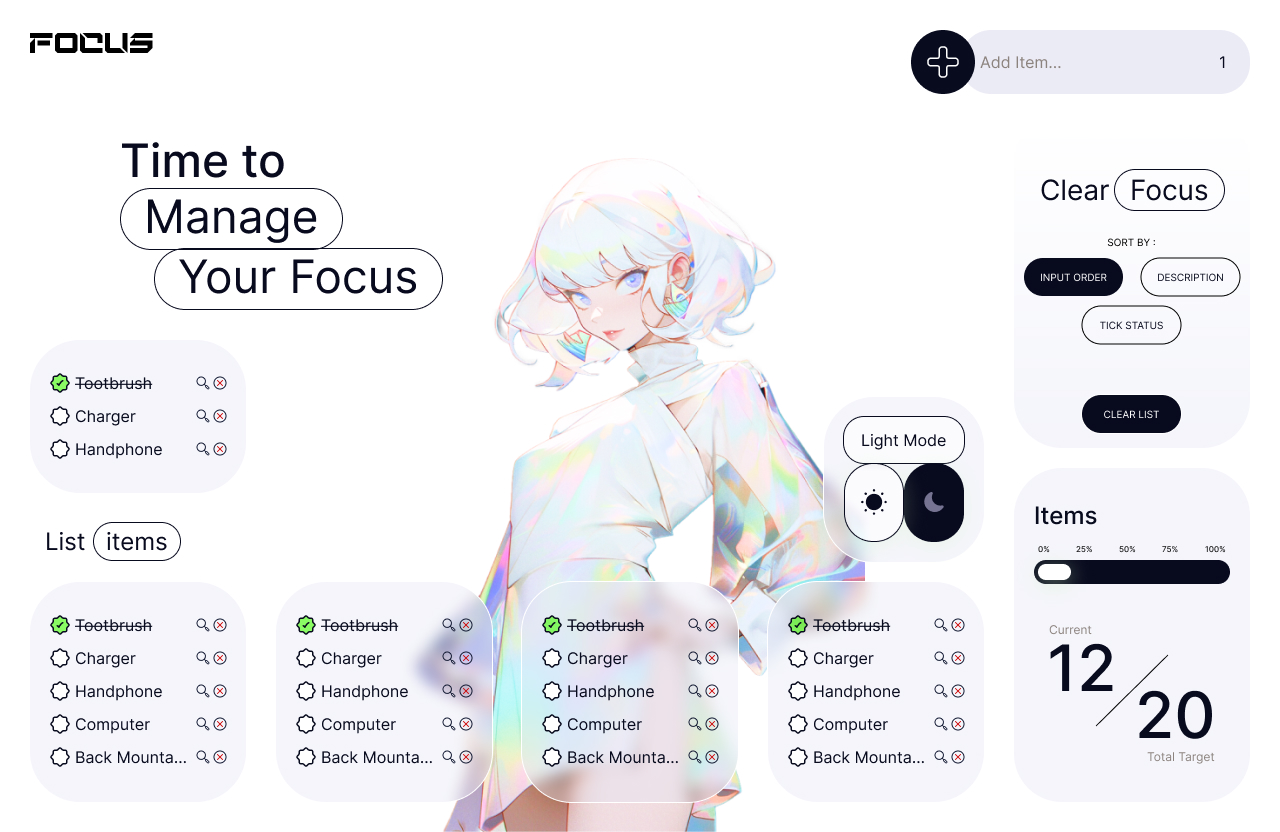 FOCUS
Add Item...
1
Time to
Manage
Your Focus
Clear Focus
SORT BY :
INPUT ORDER
DESCRIPTION
TICK STATUS
CLEAR LIST
Tootbrush
Charger
Handphone
Light Mode
List items
Tootbrush
Charger
Handphone
Computer
Back Mounta...
Tootbrush
Charger
Handphone
Computer
Back Mounta...
Tootbrush
Charger
Handphone
Computer
Back Mounta...
Tootbrush
Charger
Handphone
Computer
Back Mounta...
Items
0% 25% 50% 75% 100%
Current
12
20
Total Target